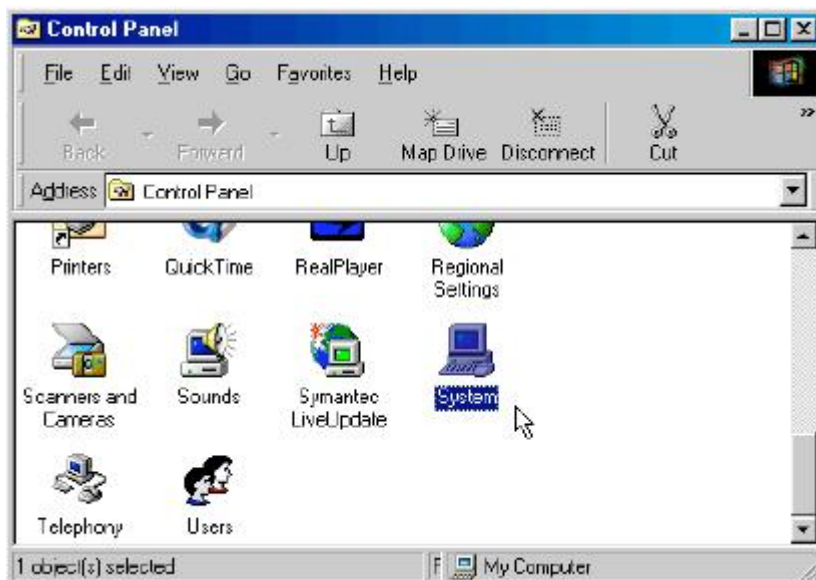 Control Panel
File Edit View Go Favorites Help
Back Forward Up Map Drive Disconnect Cut »
Address Control Panel
Printers QuickTime RealPlayer Regional Settings
Scanners and Cameras Sounds Symantec LiveUpdate System
Telephony Users
1 object(s) selected My Computer